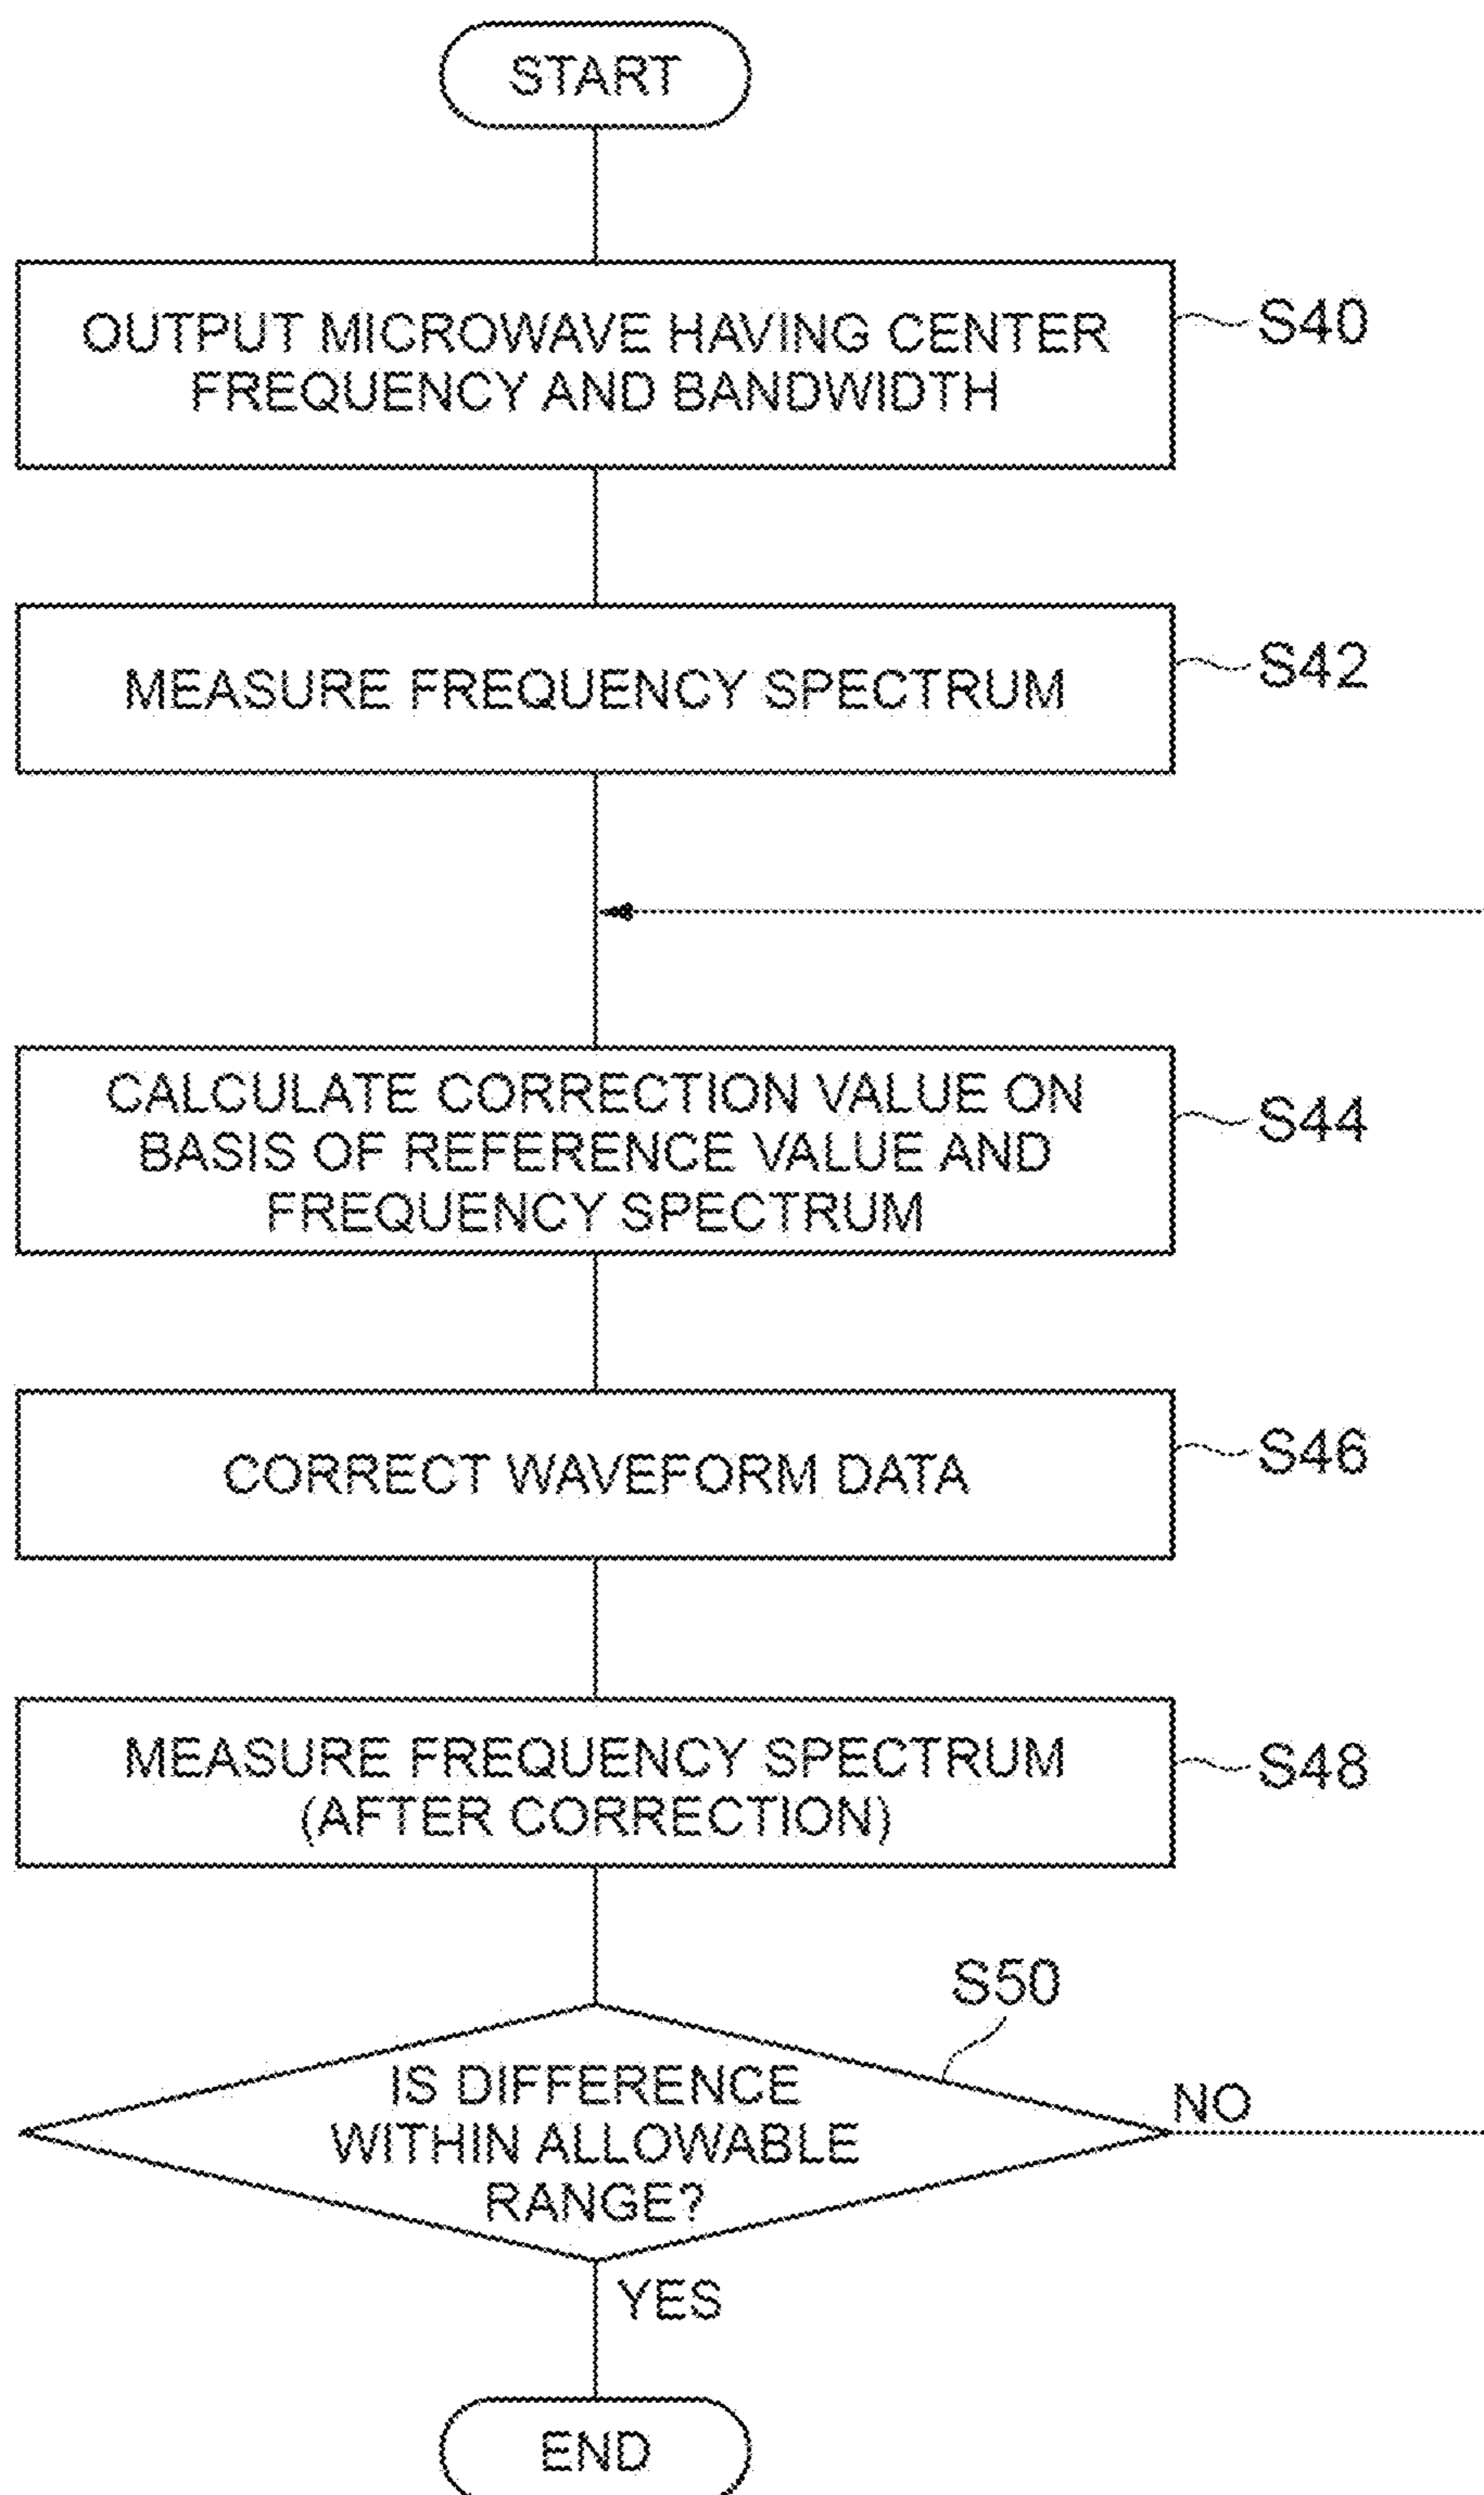 START
OUTPUT MICROWAVE HAVING CENTER
FREQUENCY AND BANDWIDTH
S40
MEASURE FREQUENCY SPECTRUM
S42
CALCULATE CORRECTION VALUE ON
BASIS OF REFERENCE VALUE AND
FREQUENCY SPECTRUM
S44
CORRECT WAVEFORM DATA
S46
MEASURE FREQUENCY SPECTRUM
(AFTER CORRECTION)
S48
S50
IS DIFFERENCE
WITHIN ALLOWABLE
RANGE?
NO
YES
END